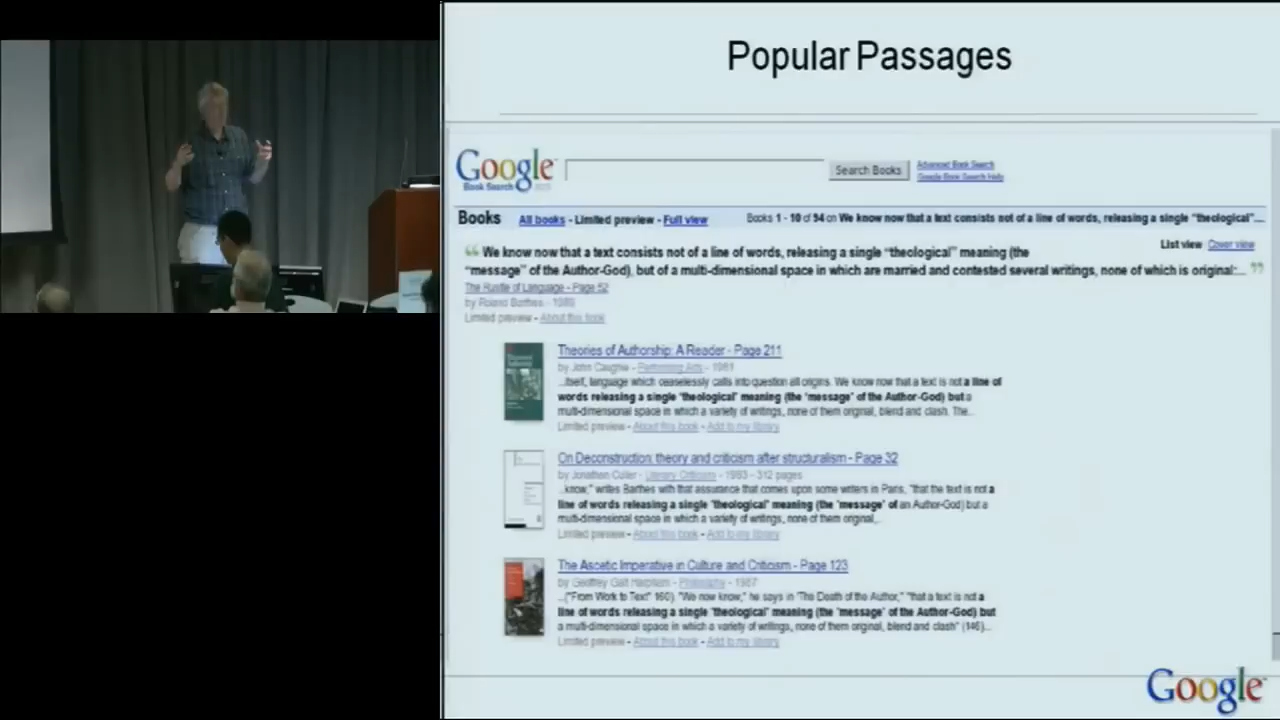 Popular Passages
Google
Book Search
Search Books
Advanced Book Search
Google Book Search Help
Books All books - Limited preview - Full view Books 1 - 10 of 94 on We know now that a text consists not of a line of words, releasing a single “theological”...
List view Cover view
“ We know now that a text consists not of a line of words, releasing a single “theological” meaning (the
“message” of the Author-God), but of a multi-dimensional space in which are married and contested several writings, none of which is original:... ”
The Rustle of Language - Page 52
by Roland Barthes - 1989
Limited preview - About this book
Theories of Authorship: A Reader - Page 211
by John Caughie - Performing Arts - 1981
...itself, language which ceaselessly calls into question all origins. We know now that a text is not a line of
words releasing a single 'theological' meaning (the 'message' of the Author-God) but a
multi-dimensional space in which a variety of writings, none of them original, blend and clash. The...
Limited preview - About this book - Add to my library
On Deconstruction: theory and criticism after structuralism - Page 32
by Jonathan Culler - Literary Criticism - 1983 - 312 pages
...know," writes Barthes with that assurance that comes upon some writers in Paris, "that the text is not a
line of words releasing a single 'theological' meaning (the 'message' of an Author-God) but a
multi-dimensional space in which a variety of writings, none of them original,...
Limited preview - About this book - Add to my library
The Ascetic Imperative in Culture and Criticism - Page 123
by Geoffrey Galt Harpham - Philosophy - 1987
...("From Work to Text" 160). "We now know," he says in 'The Death of the Author," "that a text is not a
line of words releasing a single 'theological' meaning (the 'message' of the Author-God) but
a multi-dimensional space in which a variety of writings, none of them original, blend and clash" (146)...
Limited preview - About this book - Add to my library
Google